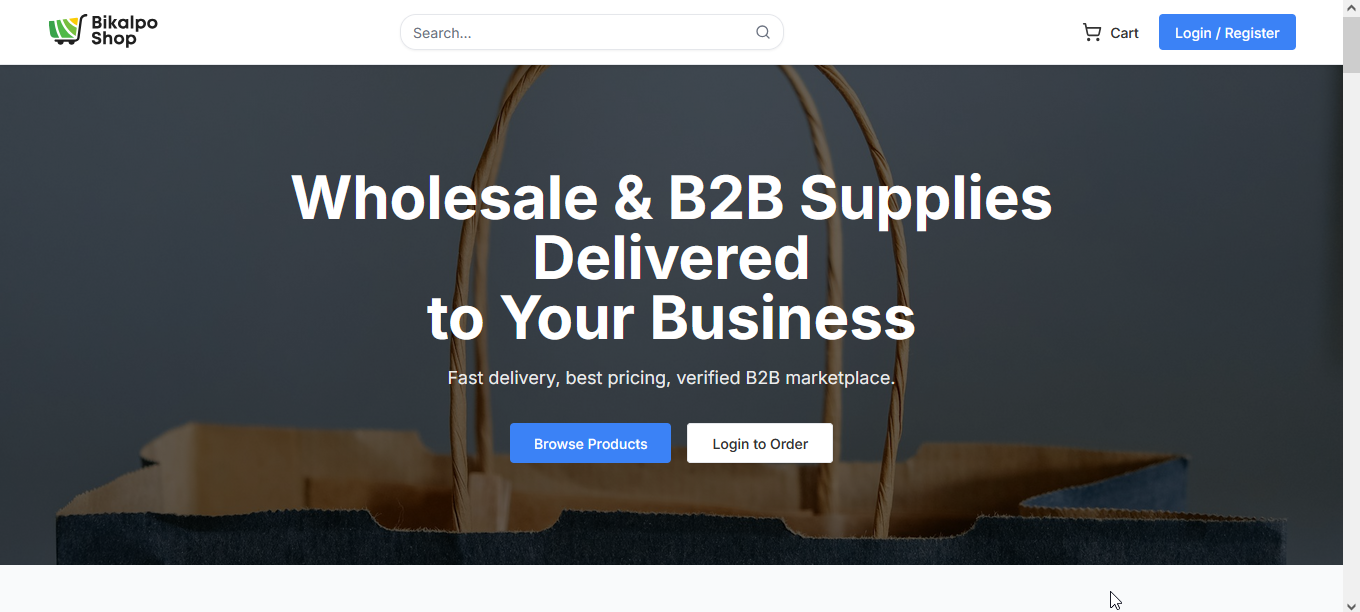 Bikalpo
Shop
Search...
Cart
Login / Register
Wholesale & B2B Supplies
Delivered
to Your Business
Fast delivery, best pricing, verified B2B marketplace.
Browse Products
Login to Order